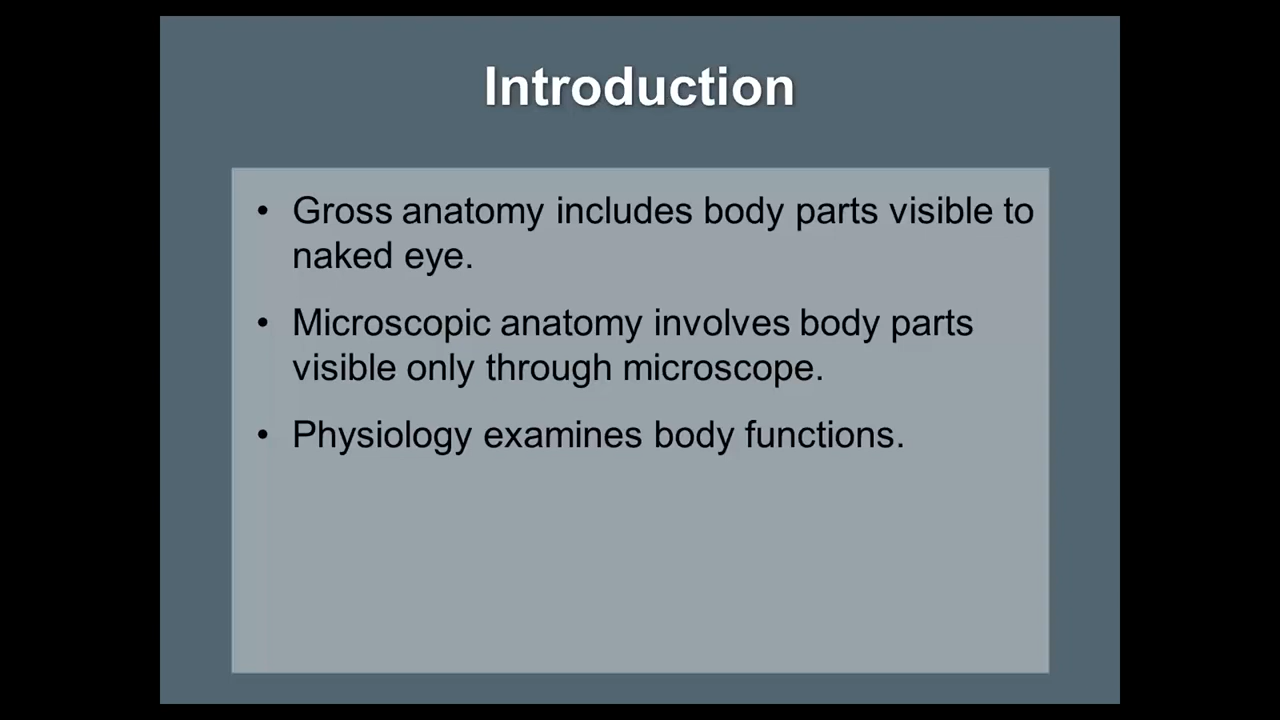 Introduction
• Gross anatomy includes body parts visible to
naked eye.
• Microscopic anatomy involves body parts
visible only through microscope.
• Physiology examines body functions.